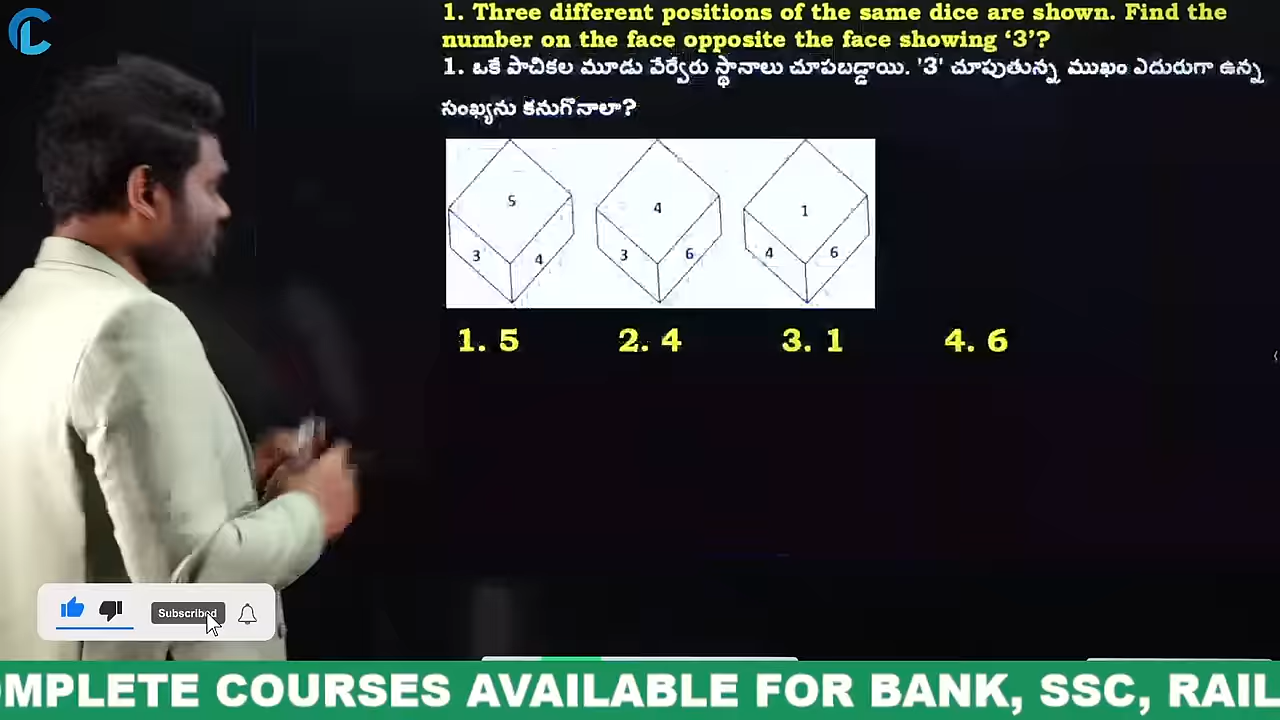 1. Three different positions of the same dice are shown. Find the
number on the face opposite the face showing ‘3’?
1. ఒకే పాచికల మూడు వేర్వేరు స్థానాలు చూపబడ్డాయి. '3' చూపుతున్న ముఖం ఎదురుగా ఉన్న
సంఖ్యను కనుగొనాలా?
5 4 1
3 4 3 6 4 6
1. 5 2. 4 3. 1 4. 6
Subscribed
OMPLETE COURSES AVAILABLE FOR BANK, SSC, RAIL